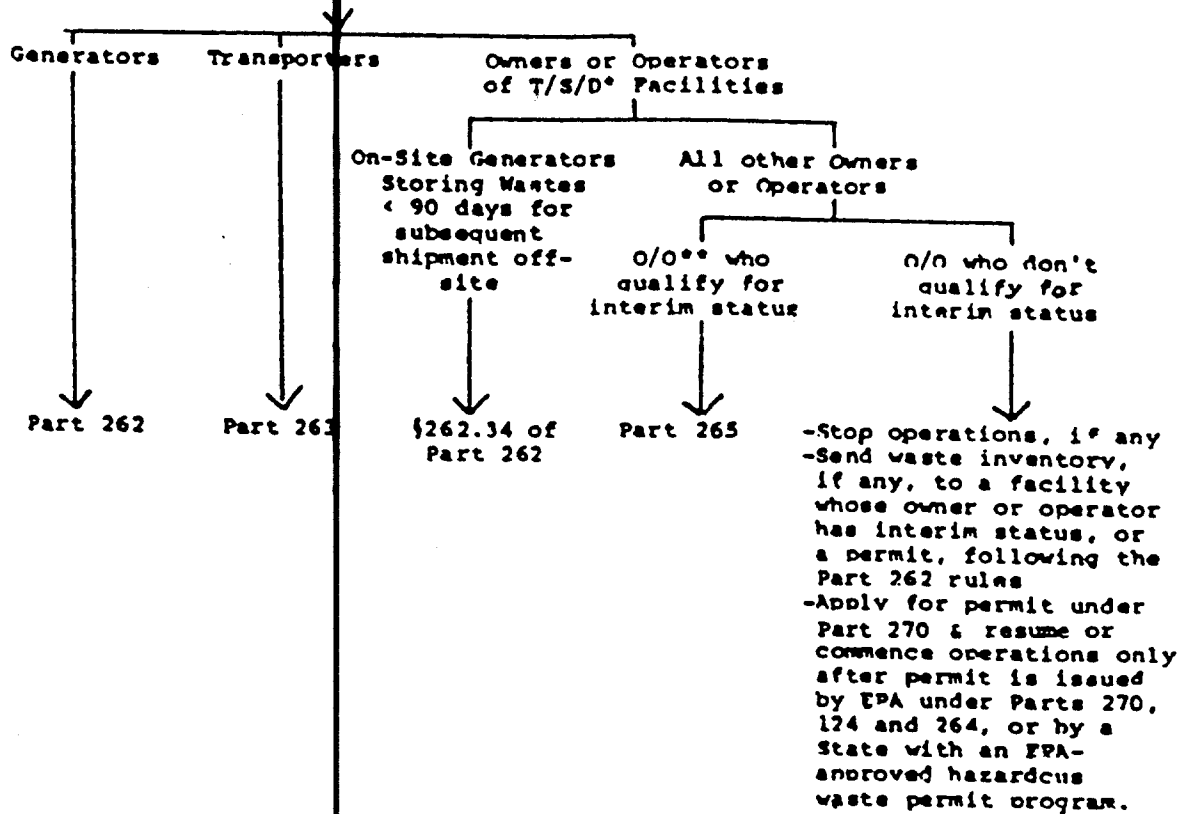 Generators
Transporters
Owners or Operators
of T/S/D* Facilities
On-Site Generators
Storing Wastes
< 90 days for
subsequent
shipment off-
site
All other Owners
or Operators
O/O** who
qualify for
interim status
O/O who don't
qualify for
interim status
Part 262
Part 263
§262.34 of
Part 262
Part 265
-Stop operations, if any
-Send waste inventory,
if any, to a facility
whose owner or operator
has interim status, or
a permit, following the
Part 262 rules
-Apply for permit under
Part 270 & resume or
commence operations only
after permit is issued
by EPA under Parts 270,
124 and 264, or by a
State with an EPA-
approved hazardous
waste permit program.